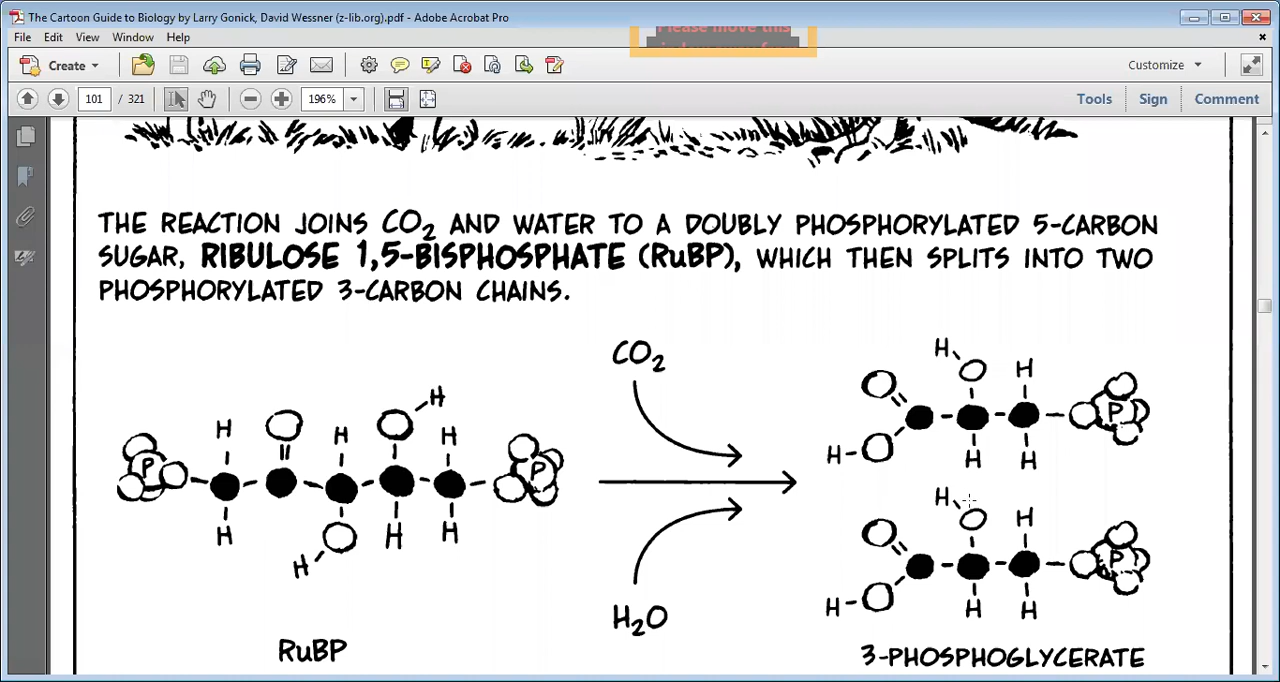 The Cartoon Guide to Biology by Larry Gonick, David Wessner (z-lib.org).pdf - Adobe Acrobat Pro
Please move this
File Edit View Window Help
Create Customize
101 / 321 196% Tools Sign Comment
THE REACTION JOINS CO2 AND WATER TO A DOUBLY PHOSPHORYLATED 5-CARBON
SUGAR, RIBULOSE 1,5-BISPHOSPHATE (RuBP), WHICH THEN SPLITS INTO TWO
PHOSPHORYLATED 3-CARBON CHAINS.
CO2
H
H
H
H
H
H
P
P
H
H
H
H
H
H2O
RuBP
H
H
P
H
H
H
H
H
P
H
H
H
3-PHOSPHOGLYCERATE